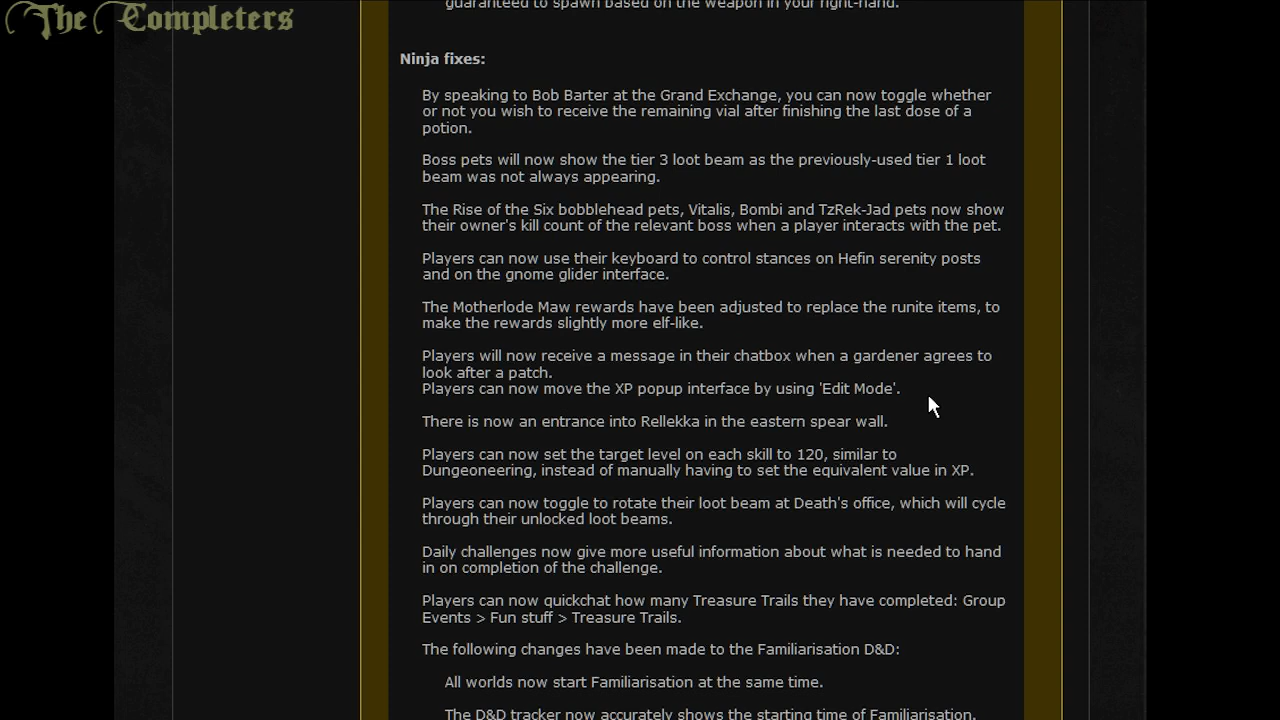 The Completers
guaranteed to spawn based on the weapon in your right-hand.
Ninja fixes:
By speaking to Bob Barter at the Grand Exchange, you can now toggle whether
or not you wish to receive the remaining vial after finishing the last dose of a
potion.
Boss pets will now show the tier 3 loot beam as the previously-used tier 1 loot
beam was not always appearing.
The Rise of the Six bobblehead pets, Vitalis, Bombi and TzRek-Jad pets now show
their owner's kill count of the relevant boss when a player interacts with the pet.
Players can now use their keyboard to control stances on Hefin serenity posts
and on the gnome glider interface.
The Motherlode Maw rewards have been adjusted to replace the runite items, to
make the rewards slightly more elf-like.
Players will now receive a message in their chatbox when a gardener agrees to
look after a patch.
Players can now move the XP popup interface by using 'Edit Mode'.
There is now an entrance into Rellekka in the eastern spear wall.
Players can now set the target level on each skill to 120, similar to
Dungeoneering, instead of manually having to set the equivalent value in XP.
Players can now toggle to rotate their loot beam at Death's office, which will cycle
through their unlocked loot beams.
Daily challenges now give more useful information about what is needed to hand
in on completion of the challenge.
Players can now quickchat how many Treasure Trails they have completed: Group
Events > Fun stuff > Treasure Trails.
The following changes have been made to the Familiarisation D&D:
All worlds now start Familiarisation at the same time.
The D&D tracker now accurately shows the starting time of Familiarisation.